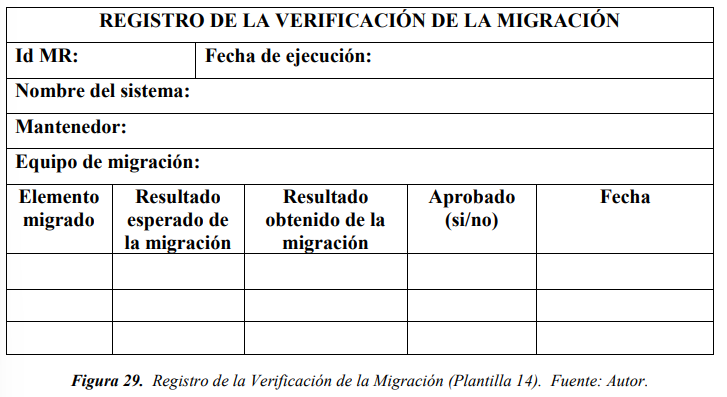 REGISTRO DE LA VERIFICACIÓN DE LA MIGRACIÓN
Id MR: Fecha de ejecución:
Nombre del sistema:
Mantenedor:
Equipo de migración:
Elemento Resultado Resultado Aprobado Fecha
migrado esperado de obtenido de la (si/no)
la migración migración
Figura 29. Registro de la Verificación de la Migración (Plantilla 14). Fuente: Autor.